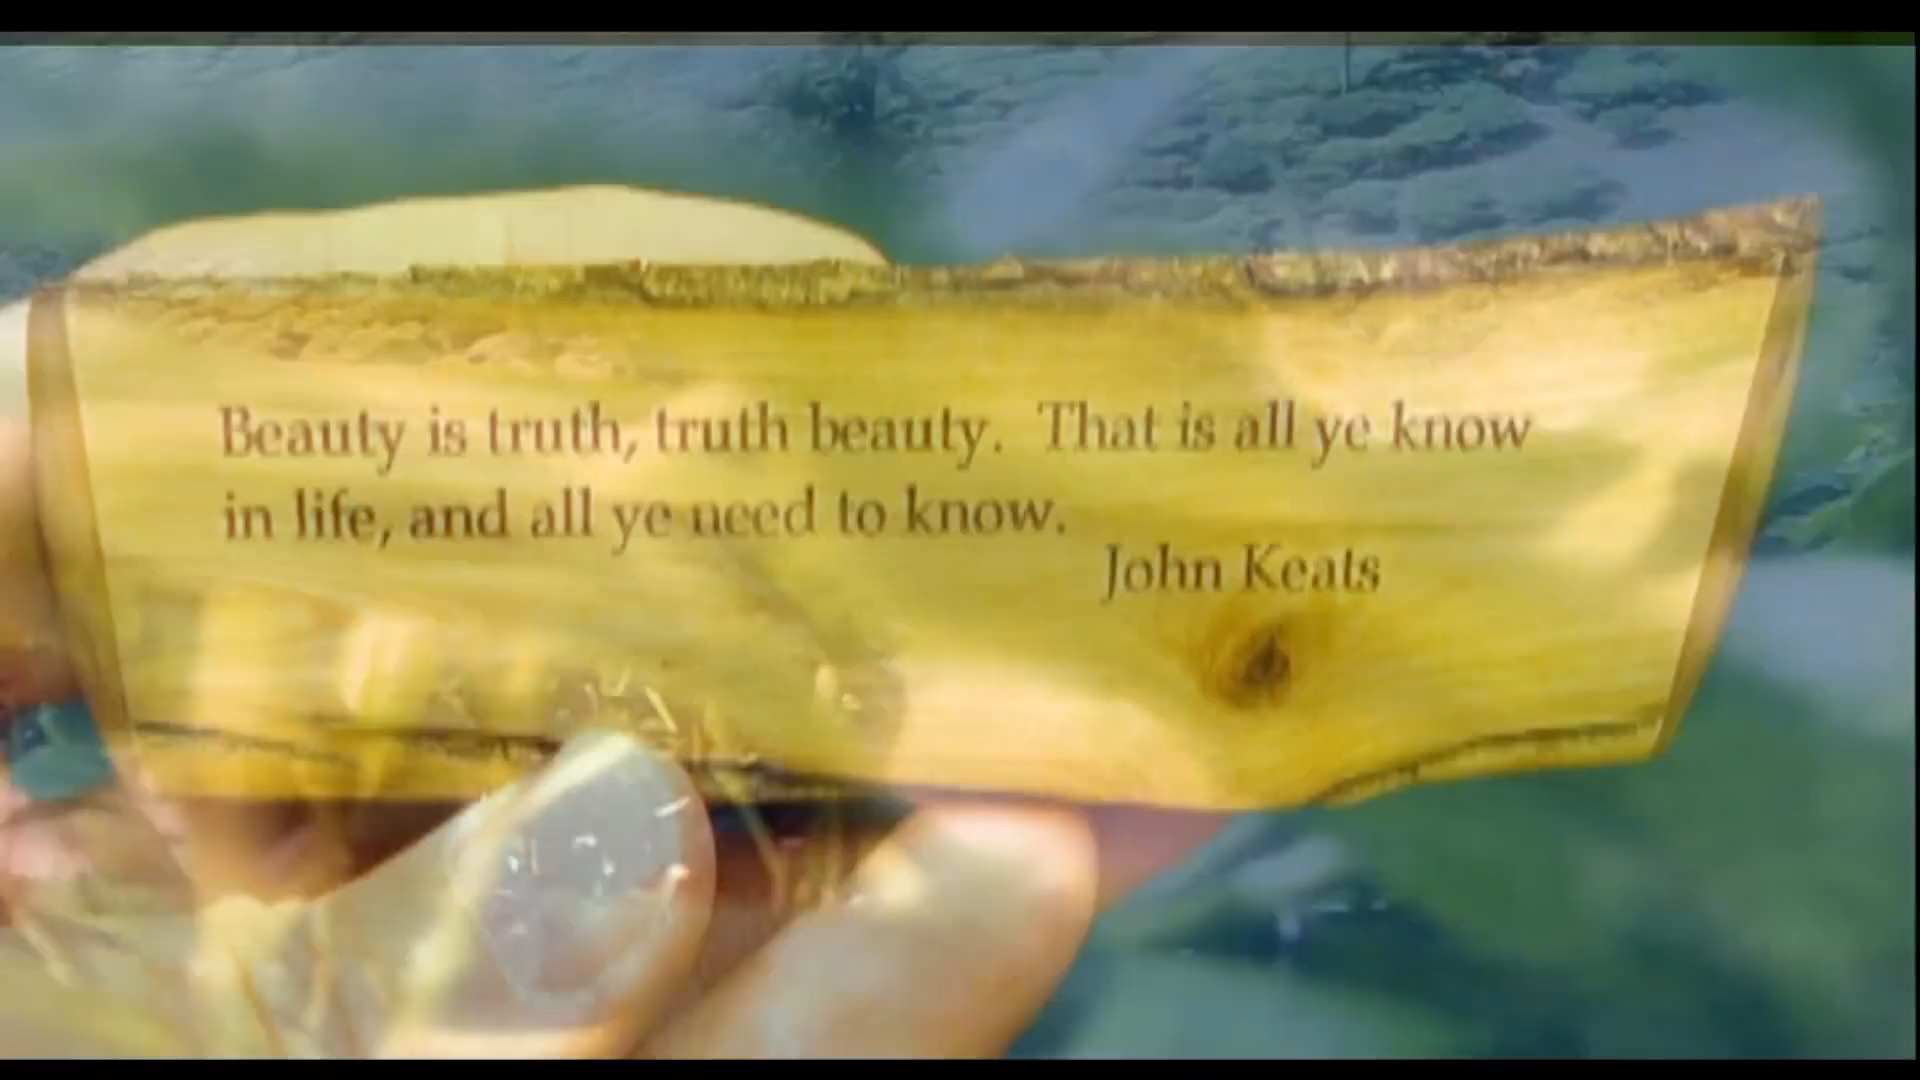 Beauty is truth, truth beauty. That is all ye know
in life, and all ye need to know.
John Keats